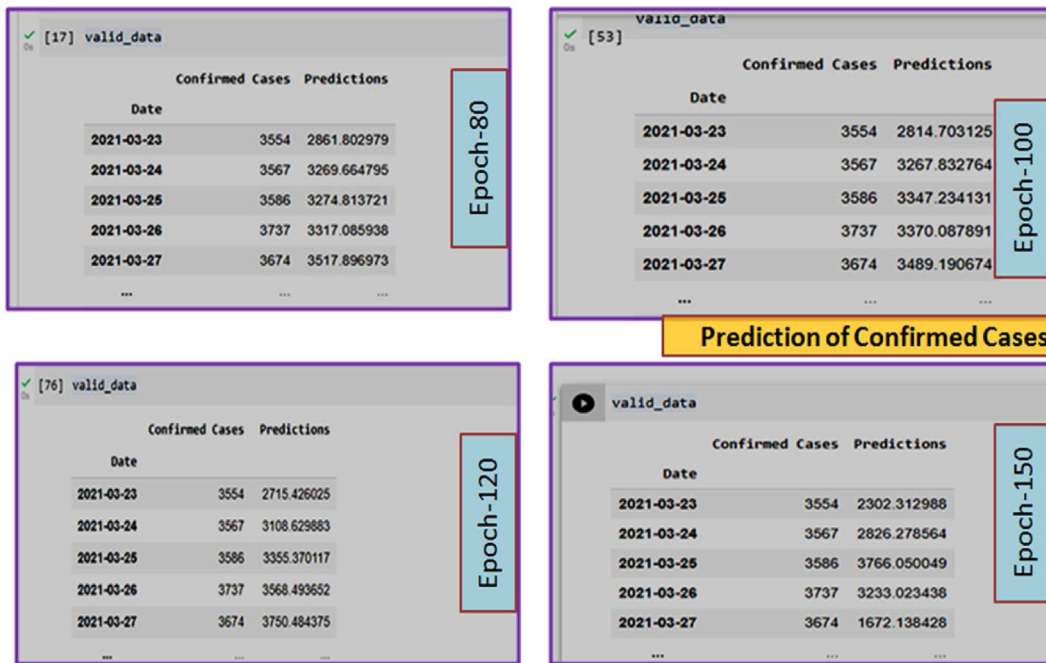 [17] valid_data
Confirmed Cases Predictions
Date
2021-03-23 3554 2861.802979
2021-03-24 3567 3269.664795
2021-03-25 3586 3274.813721
2021-03-26 3737 3317.085938
2021-03-27 3674 3517.896973
... ... ...
0s
Epoch-80
valid_data
[53]
0s
Confirmed Cases Predictions
Date
2021-03-23 3554 2814.703125
2021-03-24 3567 3267.832764
2021-03-25 3586 3347.234131
2021-03-26 3737 3370.087891
2021-03-27 3674 3489.190674
... ... ...
Epoch-100
Prediction of Confirmed Cases
[76] valid_data
0s
Confirmed Cases Predictions
Date
2021-03-23 3554 2715.426025
2021-03-24 3567 3108.629883
2021-03-25 3586 3355.370117
2021-03-26 3737 3568.493652
2021-03-27 3674 3750.484375
... ... ...
Epoch-120
valid_data
Confirmed Cases Predictions
Date
2021-03-23 3554 2302.312988
2021-03-24 3567 2826.278564
2021-03-25 3586 3766.050049
2021-03-26 3737 3233.023438
2021-03-27 3674 1672.138428
... ... ...
Epoch-150